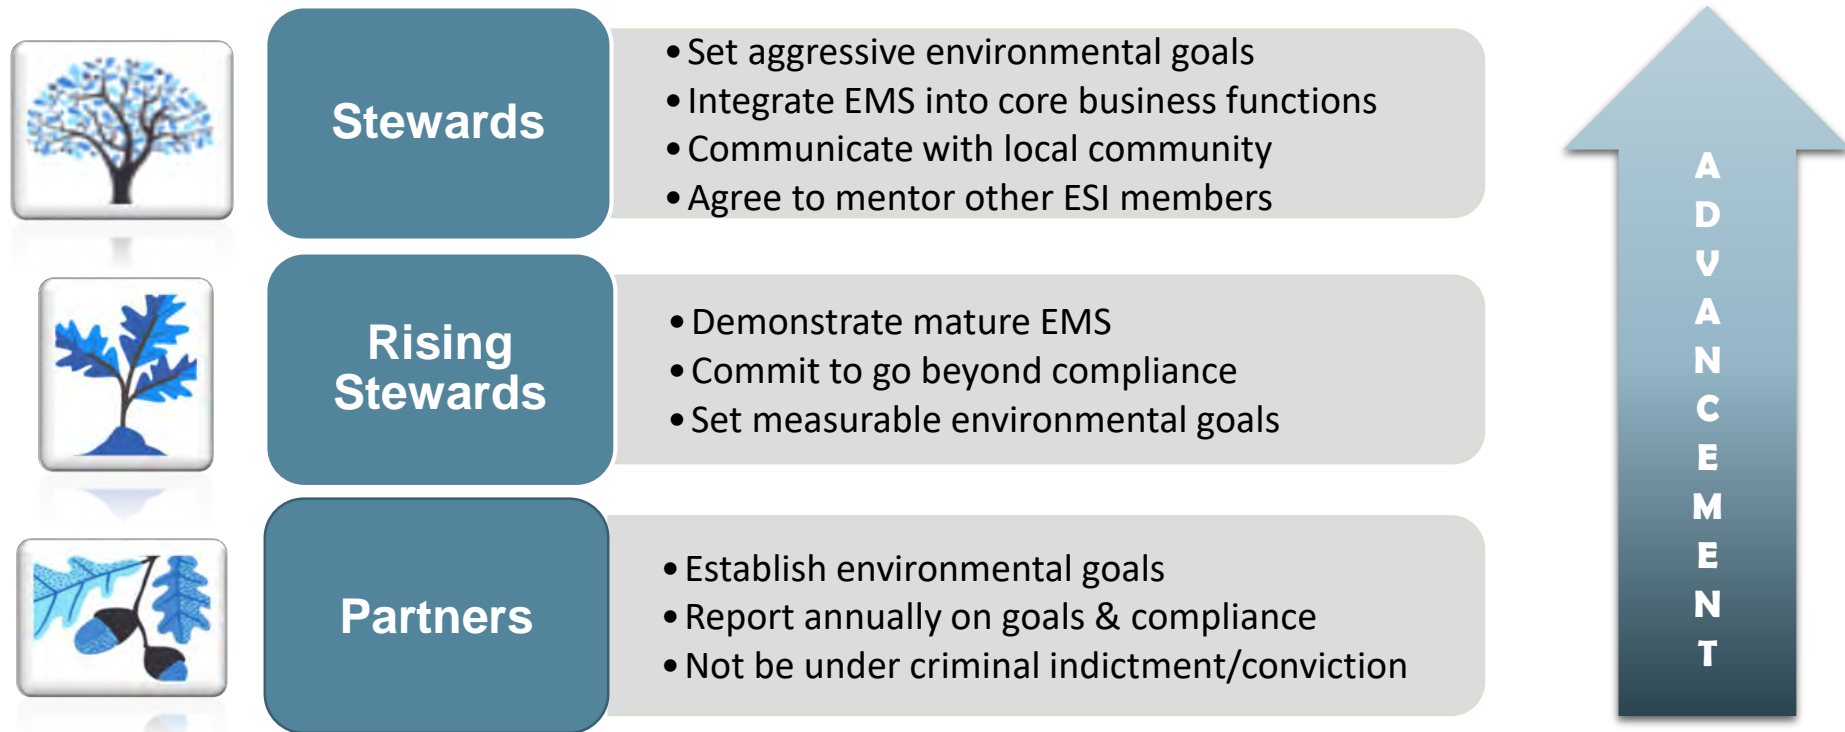 Stewards
• Set aggressive environmental goals
• Integrate EMS into core business functions
• Communicate with local community
• Agree to mentor other ESI members
Rising
Stewards
• Demonstrate mature EMS
• Commit to go beyond compliance
• Set measurable environmental goals
Partners
• Establish environmental goals
• Report annually on goals & compliance
• Not be under criminal indictment/conviction
A
D
V
A
N
C
E
M
E
N
T